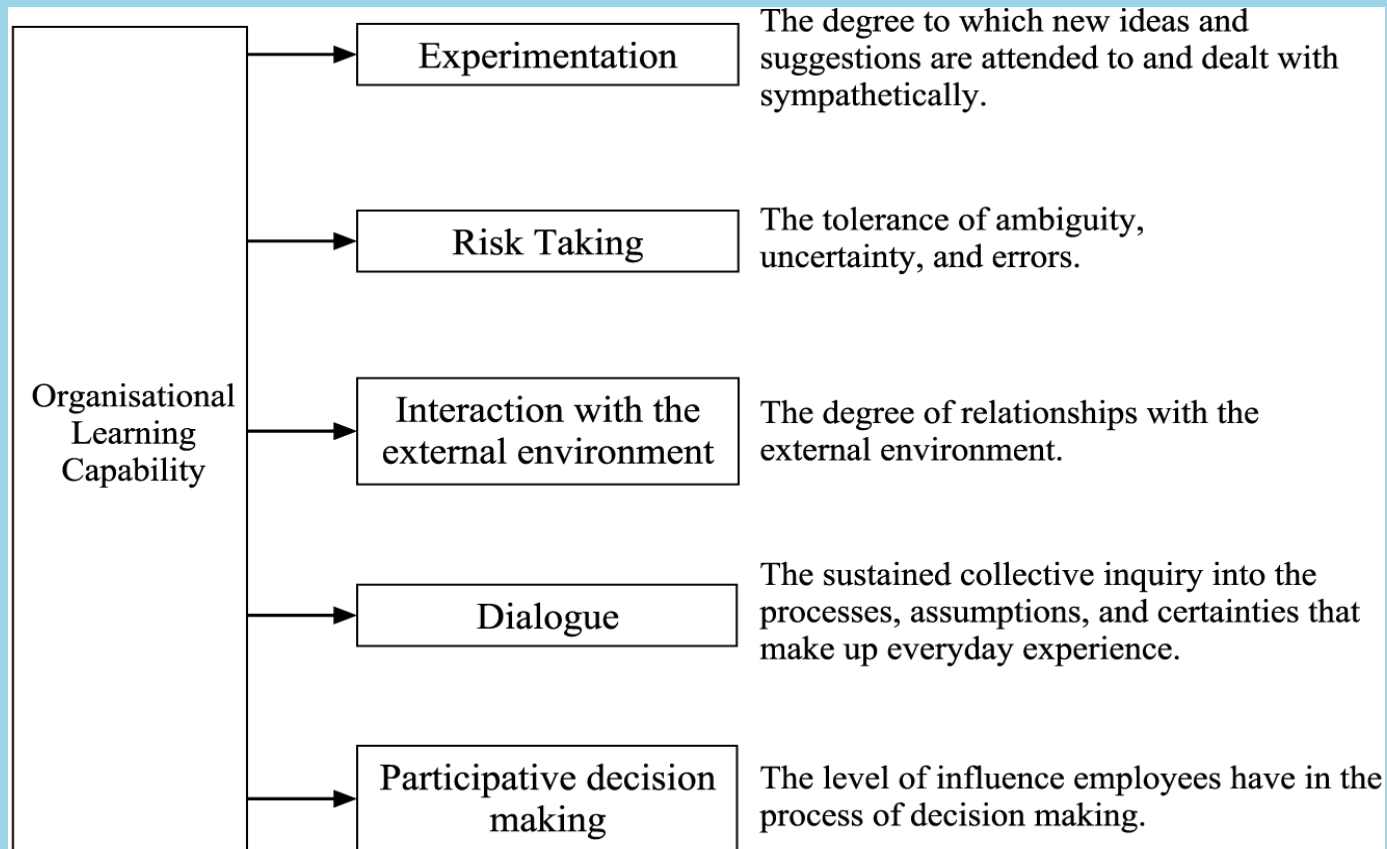 Organisational
Learning
Capability
Experimentation
The degree to which new ideas and
suggestions are attended to and dealt with
sympathetically.
Risk Taking
The tolerance of ambiguity,
uncertainty, and errors.
Interaction with the
external environment
The degree of relationships with the
external environment.
Dialogue
The sustained collective inquiry into the
processes, assumptions, and certainties that
make up everyday experience.
Participative decision
making
The level of influence employees have in the
process of decision making.